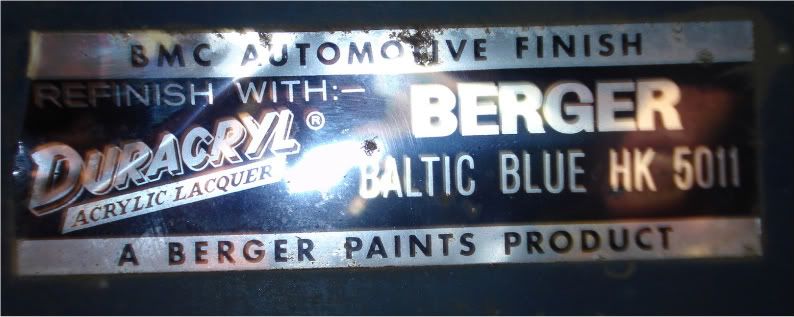 BMC AUTOMOTIVE FINISH
REFINISH WITH:-
DURACRYL®
ACRYLIC LACQUER
BERGER
BALTIC BLUE HK 5011
A BERGER PAINTS PRODUCT